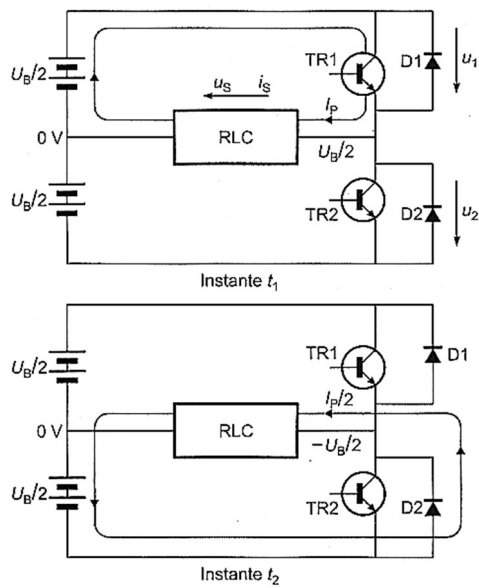 U_B/2
TR1
D1
u_1
u_S
i_S
I_P
0 V
RLC
U_B/2
U_B/2
TR2
D2
u_2
Instante t_1
U_B/2
TR1
D1
I_P/2
0 V
RLC
−U_B/2
U_B/2
TR2
D2
Instante t_2